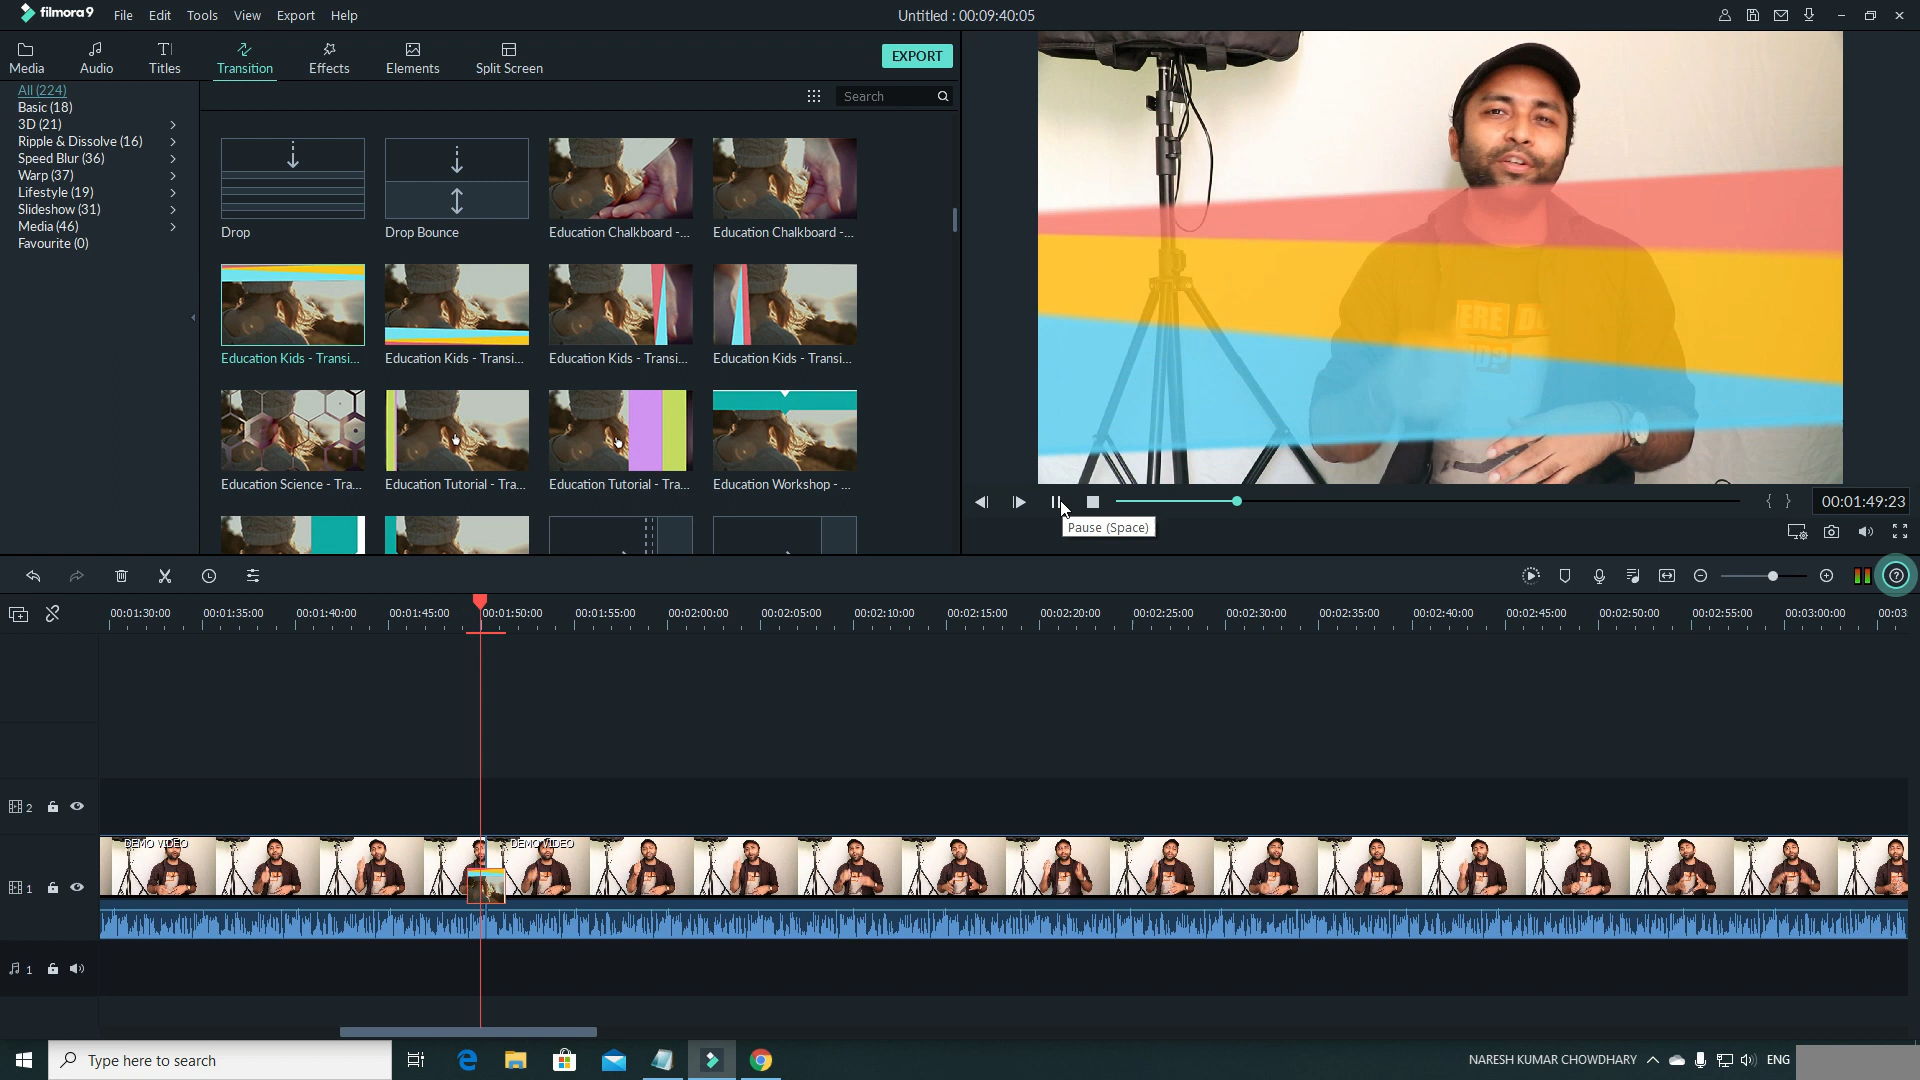 filmora9 File Edit Tools View Export Help Untitled : 00:09:40:05
Media Audio Titles Transition Effects Elements Split Screen EXPORT
Search
All (224)
Basic (18)
3D (21)
Ripple & Dissolve (16)
Speed Blur (36)
Warp (37)
Lifestyle (19)
Slideshow (31)
Media (46)
Favourite (0)
Drop Drop Bounce Education Chalkboard -... Education Chalkboard -...
Education Kids - Transi... Education Kids - Transi... Education Kids - Transi... Education Kids - Transi...
Education Science - Tra... Education Tutorial - Tra... Education Tutorial - Tra... Education Workshop - ...
00:01:49:23
Pause (Space)
00:01:30:00 00:01:35:00 00:01:40:00 00:01:45:00 00:01:50:00 00:01:55:00 00:02:00:00 00:02:05:00 00:02:10:00 00:02:15:00 00:02:20:00 00:02:25:00 00:02:30:00 00:02:35:00 00:02:40:00 00:02:45:00 00:02:50:00 00:02:55:00 00:03:00:00 00:03
2
DEMO VIDEO DEMO VIDEO
1
1
Type here to search NARESH KUMAR CHOWDHARY ENG